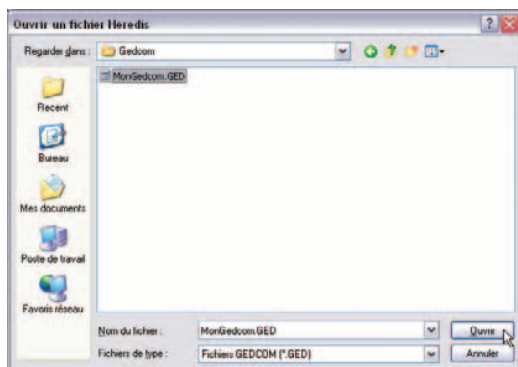 Ouvrir un fichier Heredis
Regarder dans :
Gedcom
MonGedcom.GED
Recent
Bureau
Mes documents
Poste de travail
Favoris réseau
Nom du fichier :
MonGedcom.GED
Ouvrir
Fichiers de type :
Fichiers GEDCOM (*.GED)
Annuler